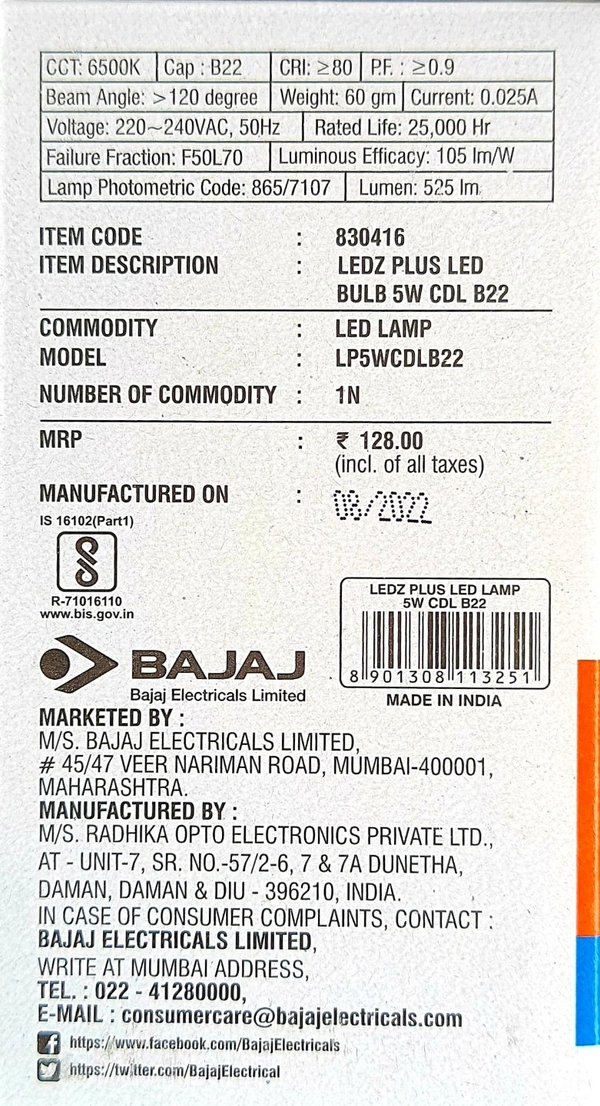 CCT: 6500K Cap : B22 CRI: ≥80 P.F. : ≥0.9
Beam Angle: >120 degree Weight: 60 gm Current: 0.025A
Voltage: 220~240VAC, 50Hz Rated Life: 25,000 Hr
Failure Fraction: F50L70 Luminous Efficacy: 105 lm/W
Lamp Photometric Code: 865/7107 Lumen: 525 lm
ITEM CODE : 830416
ITEM DESCRIPTION : LEDZ PLUS LED
BULB 5W CDL B22
COMMODITY : LED LAMP
MODEL : LP5WCDLB22
NUMBER OF COMMODITY : 1N
MRP : ₹ 128.00
(incl. of all taxes)
MANUFACTURED ON : 08/2022
IS 16102(Part1)
R-71016110
www.bis.gov.in
LEDZ PLUS LED LAMP
5W CDL B22
8 901308 113251
MADE IN INDIA
BAJAJ
Bajaj Electricals Limited
MARKETED BY :
M/S. BAJAJ ELECTRICALS LIMITED,
# 45/47 VEER NARIMAN ROAD, MUMBAI-400001,
MAHARASHTRA.
MANUFACTURED BY :
M/S. RADHIKA OPTO ELECTRONICS PRIVATE LTD.,
AT - UNIT-7, SR. NO.-57/2-6, 7 & 7A DUNETHA,
DAMAN, DAMAN & DIU - 396210, INDIA.
IN CASE OF CONSUMER COMPLAINTS, CONTACT :
BAJAJ ELECTRICALS LIMITED,
WRITE AT MUMBAI ADDRESS,
TEL. : 022 - 41280000,
E-MAIL : consumercare@bajajelectricals.com
https://www.facebook.com/BajajElectricals
https://twitter.com/BajajElectrical